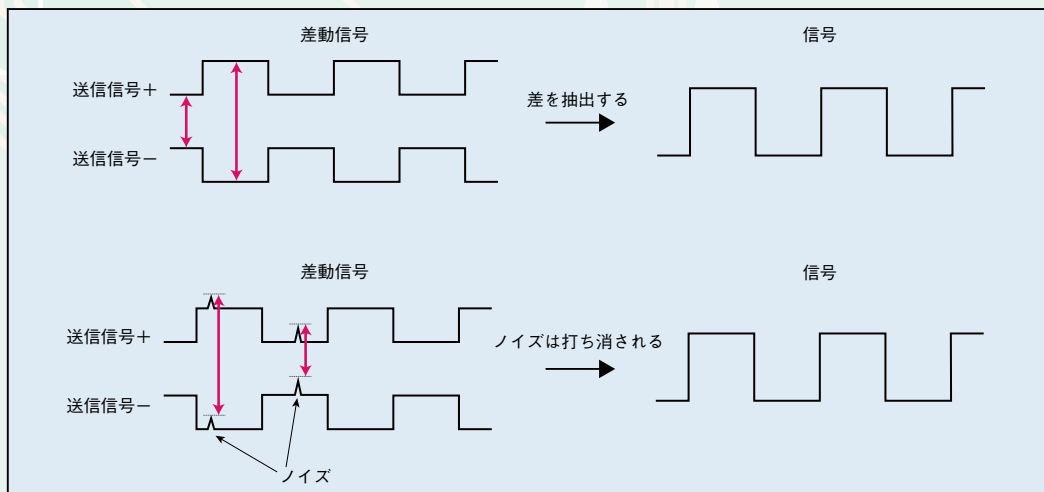 差動信号
信号
送信信号＋
差を抽出する
送信信号－
差動信号
信号
送信信号＋
ノイズは打ち消される
送信信号－
ノイズ